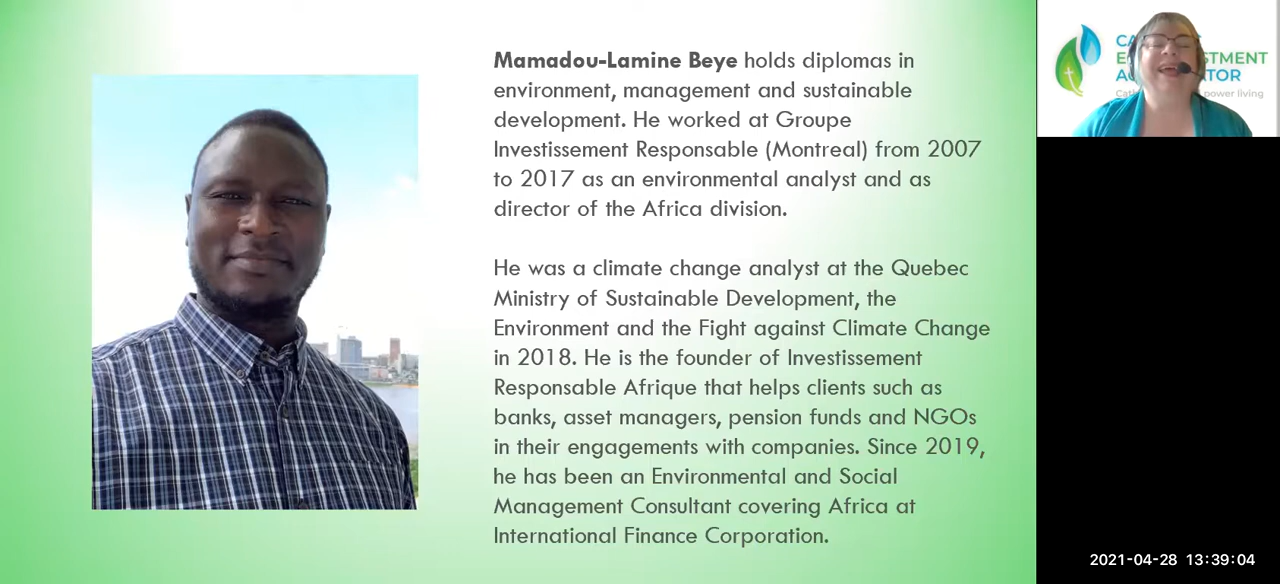 Mamadou-Lamine Beye holds diplomas in
environment, management and sustainable
development. He worked at Groupe
Investissement Responsable (Montreal) from 2007
to 2017 as an environmental analyst and as
director of the Africa division.
He was a climate change analyst at the Quebec
Ministry of Sustainable Development, the
Environment and the Fight against Climate Change
in 2018. He is the founder of Investissement
Responsable Afrique that helps clients such as
banks, asset managers, pension funds and NGOs
in their engagements with companies. Since 2019,
he has been an Environmental and Social
Management Consultant covering Africa at
International Finance Corporation.
power living
2021-04-28 13:39:04